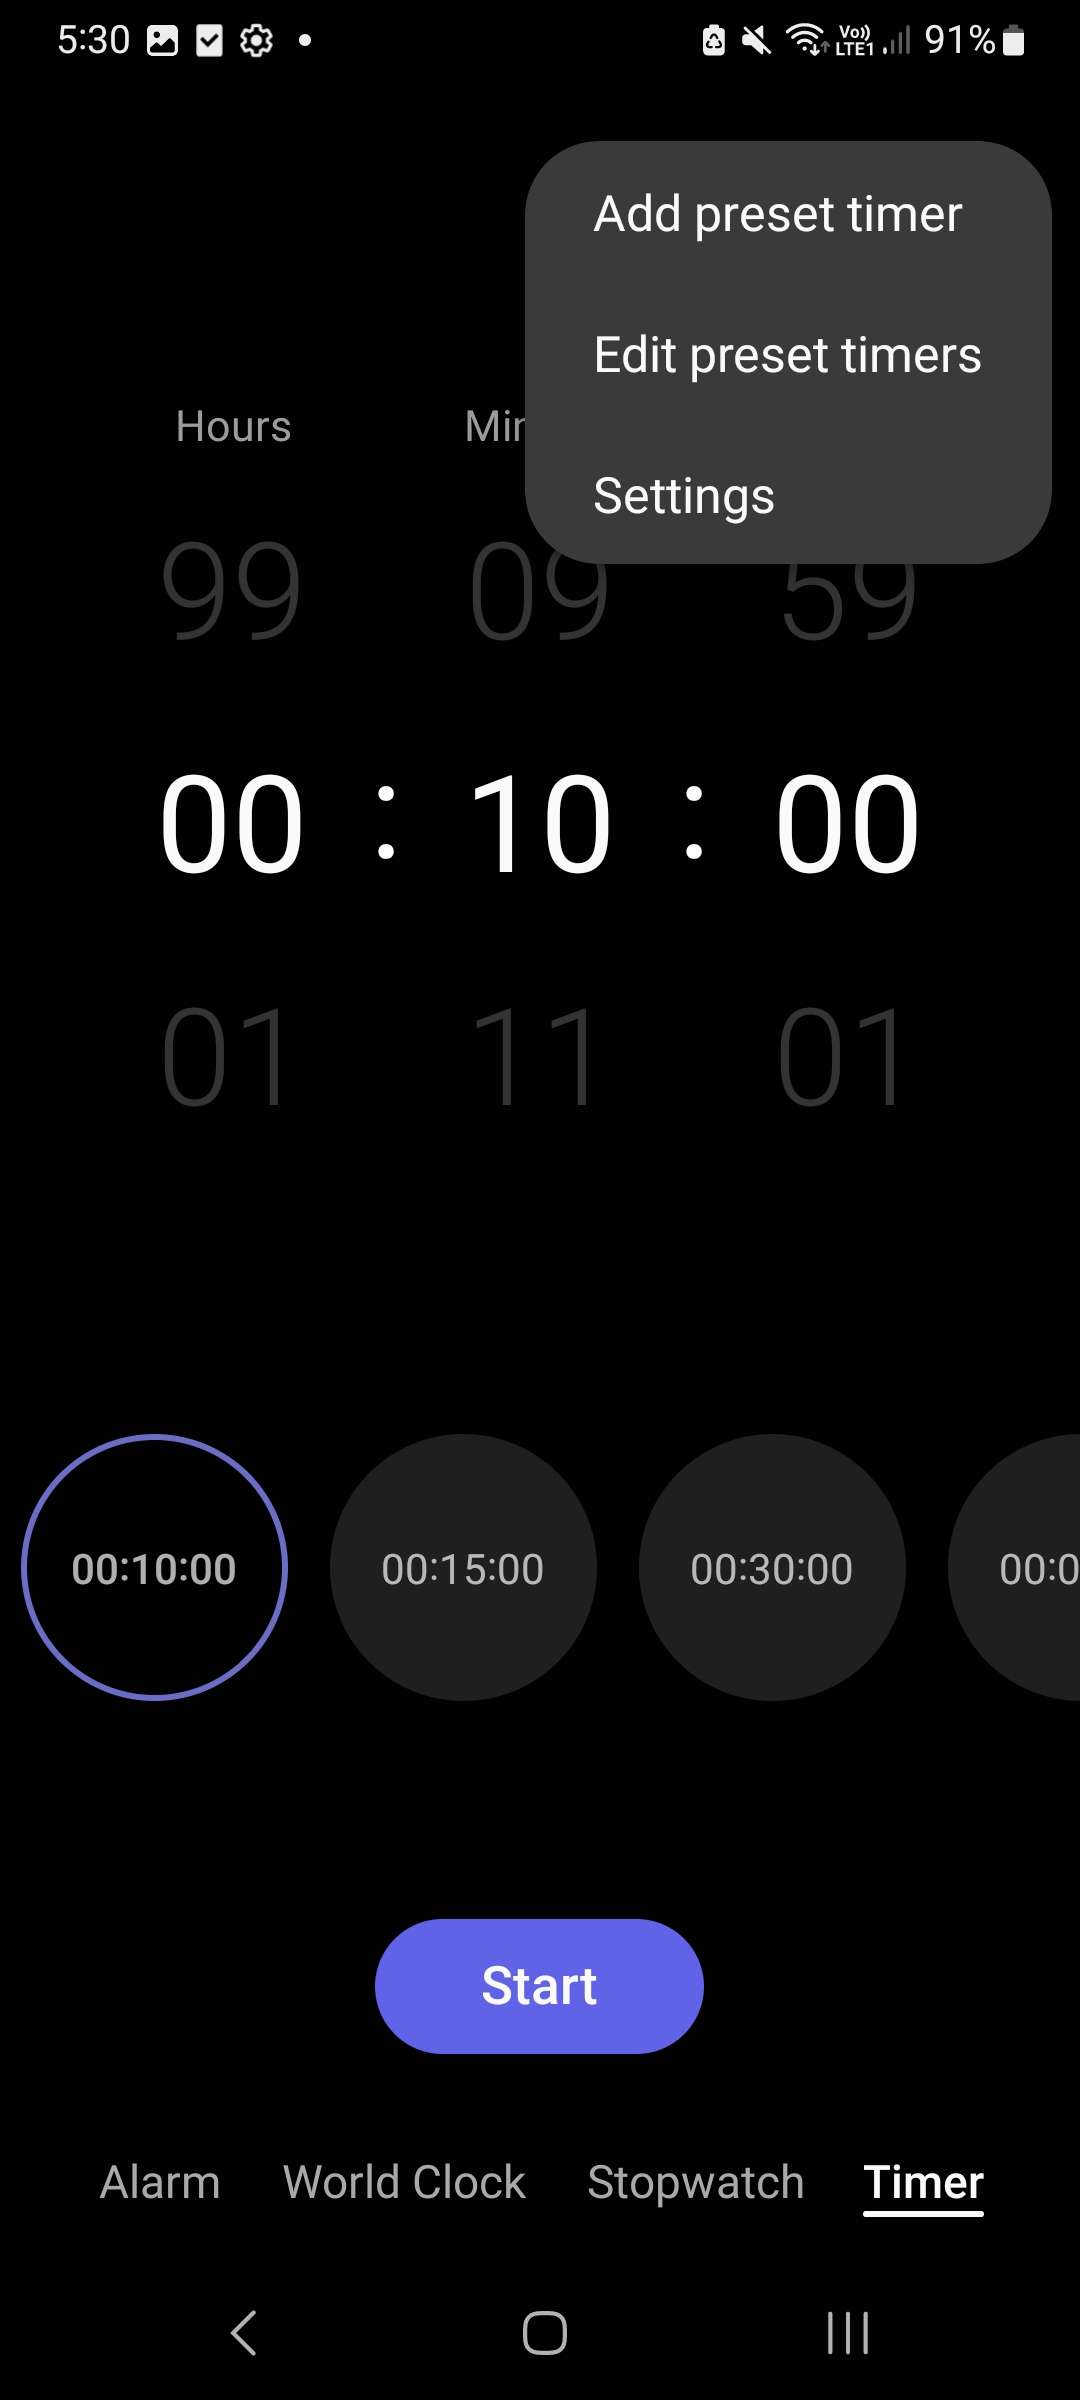 5:30 Vo)) LTE1 91%
Add preset timer
Edit preset timers
Settings
Hours Min
99 09 59
00 : 10 : 00
01 11 01
00:10:00 00:15:00 00:30:00 00:0
Start
Alarm World Clock Stopwatch Timer